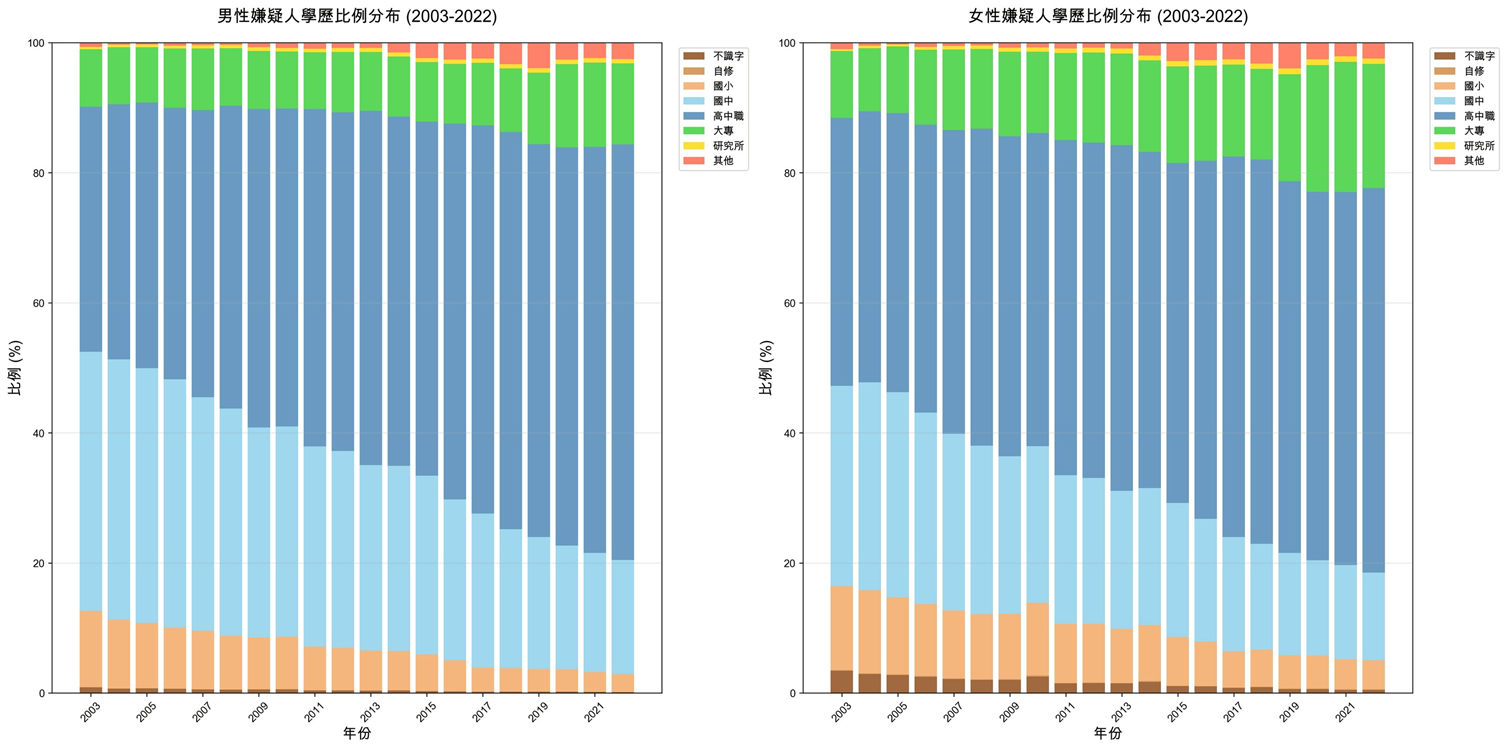 男性嫌疑人學歷比例分布 (2003-2022)
比例 (%)
100
80
60
40
20
0
2003
2005
2007
2009
2011
2013
2015
2017
2019
2021
年份
不識字
自修
國小
國中
高中職
大專
研究所
其他
女性嫌疑人學歷比例分布 (2003-2022)
比例 (%)
100
80
60
40
20
0
2003
2005
2007
2009
2011
2013
2015
2017
2019
2021
年份
不識字
自修
國小
國中
高中職
大專
研究所
其他